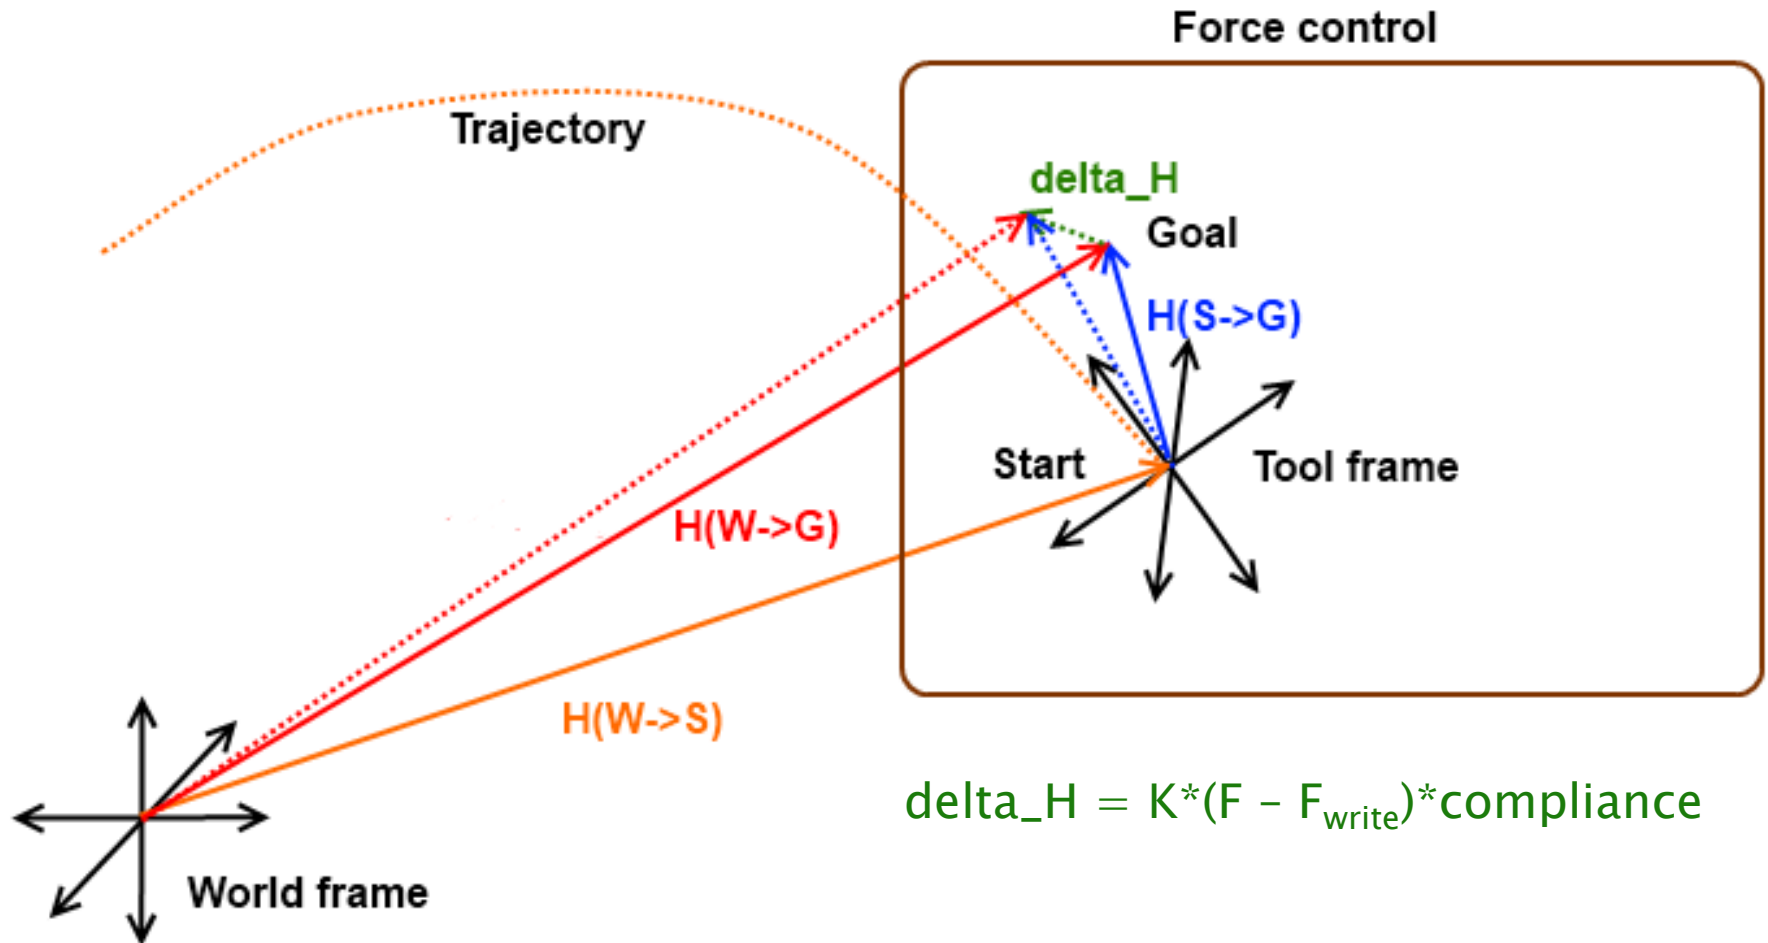 Force control
Trajectory
delta_H
Goal
H(S->G)
Start
Tool frame
H(W->G)
H(W->S)
delta_H = K*(F – Fwrite)*compliance
World frame